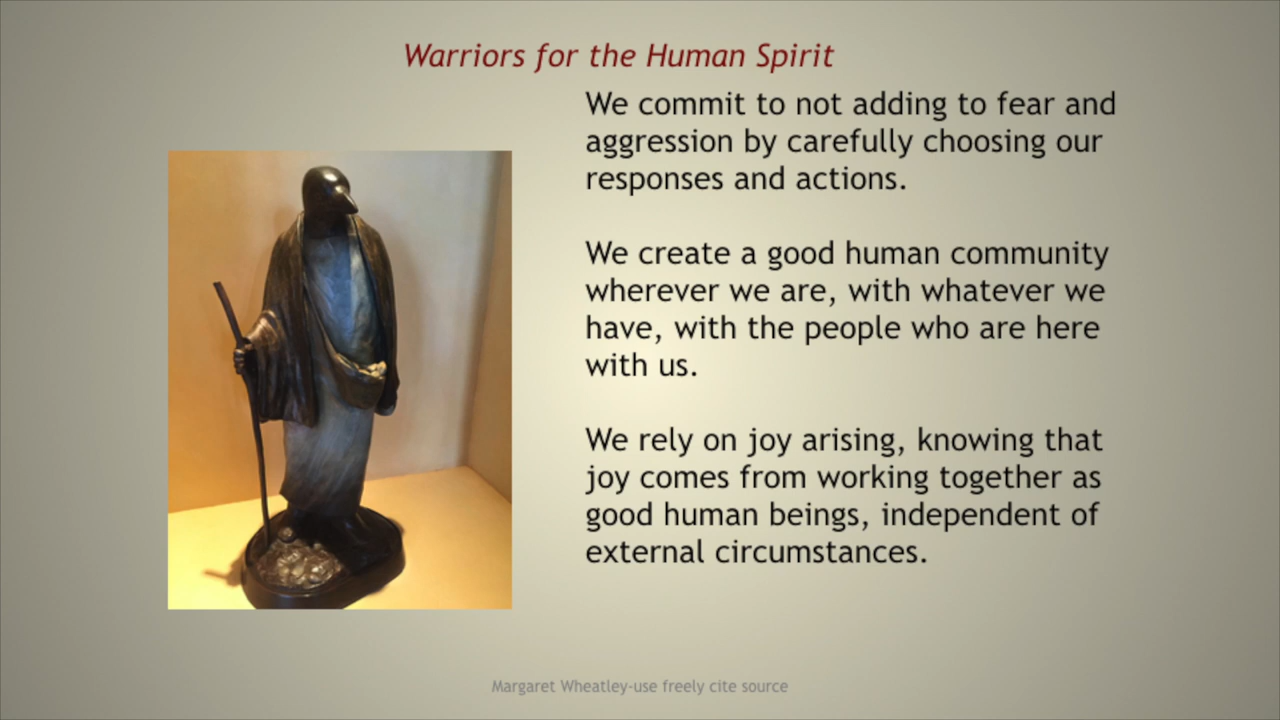 Warriors for the Human Spirit
We commit to not adding to fear and
aggression by carefully choosing our
responses and actions.
We create a good human community
wherever we are, with whatever we
have, with the people who are here
with us.
We rely on joy arising, knowing that
joy comes from working together as
good human beings, independent of
external circumstances.
Margaret Wheatley-use freely cite source